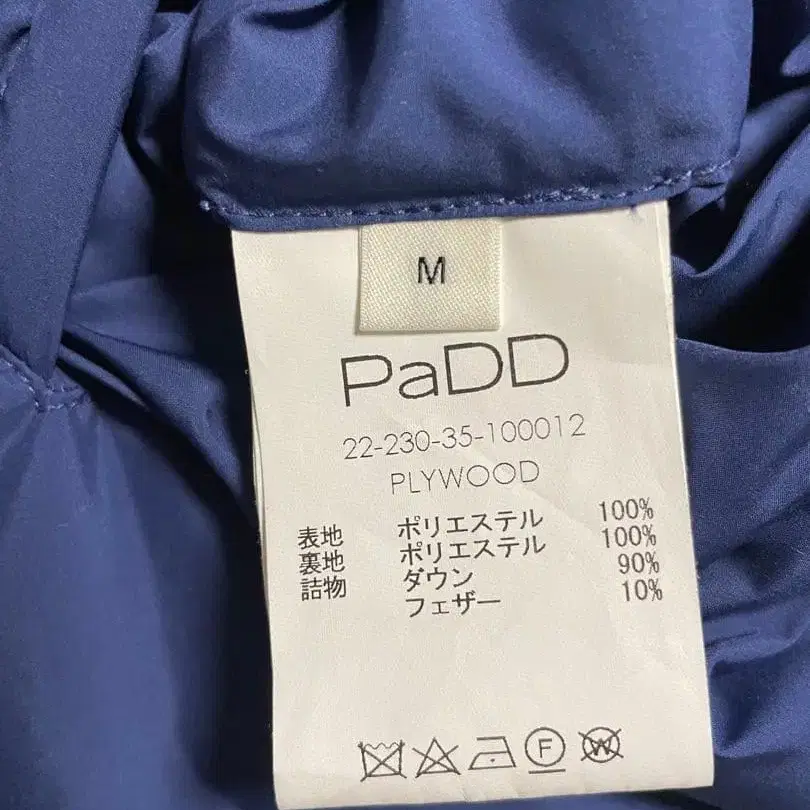 M
PaDD
22-230-35-100012
PLYWOOD
表地 ポリエステル 100%
裏地 ポリエステル 100%
詰物 ダウン 90%
フェザー 10%
F
W